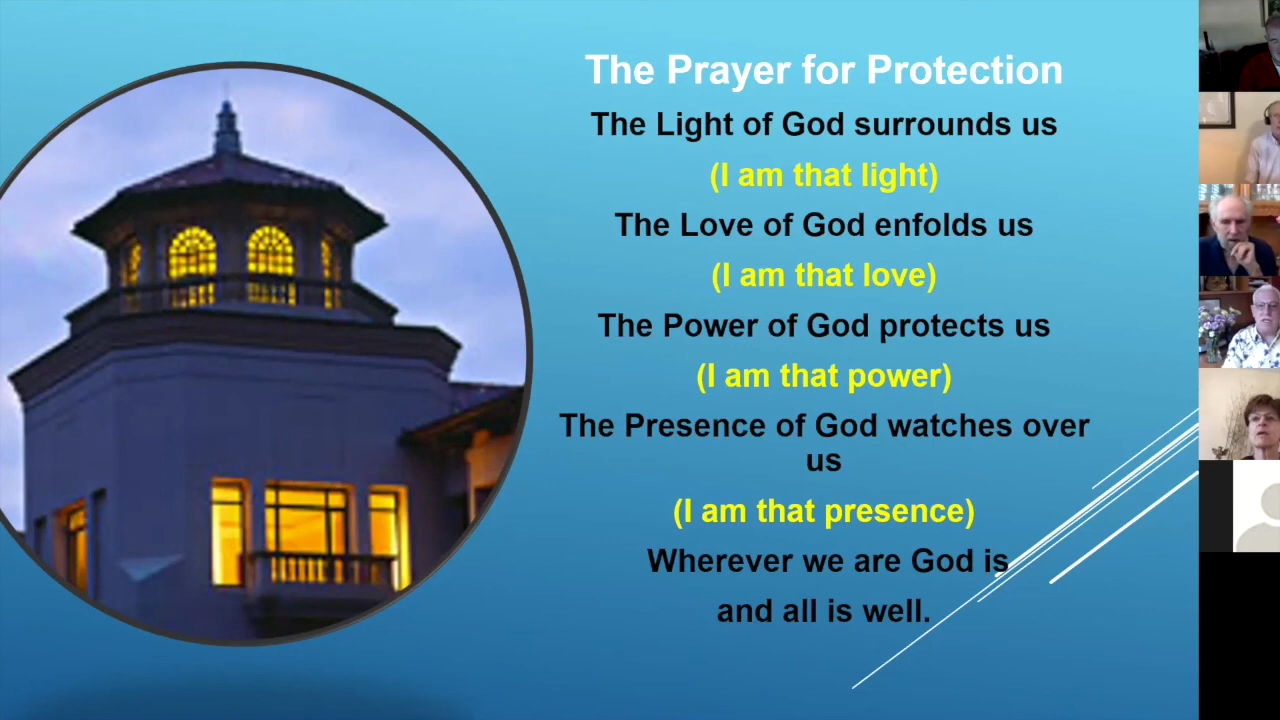 The Prayer for Protection
The Light of God surrounds us
(I am that light)
The Love of God enfolds us
(I am that love)
The Power of God protects us
(I am that power)
The Presence of God watches over
us
(I am that presence)
Wherever we are God is
and all is well.